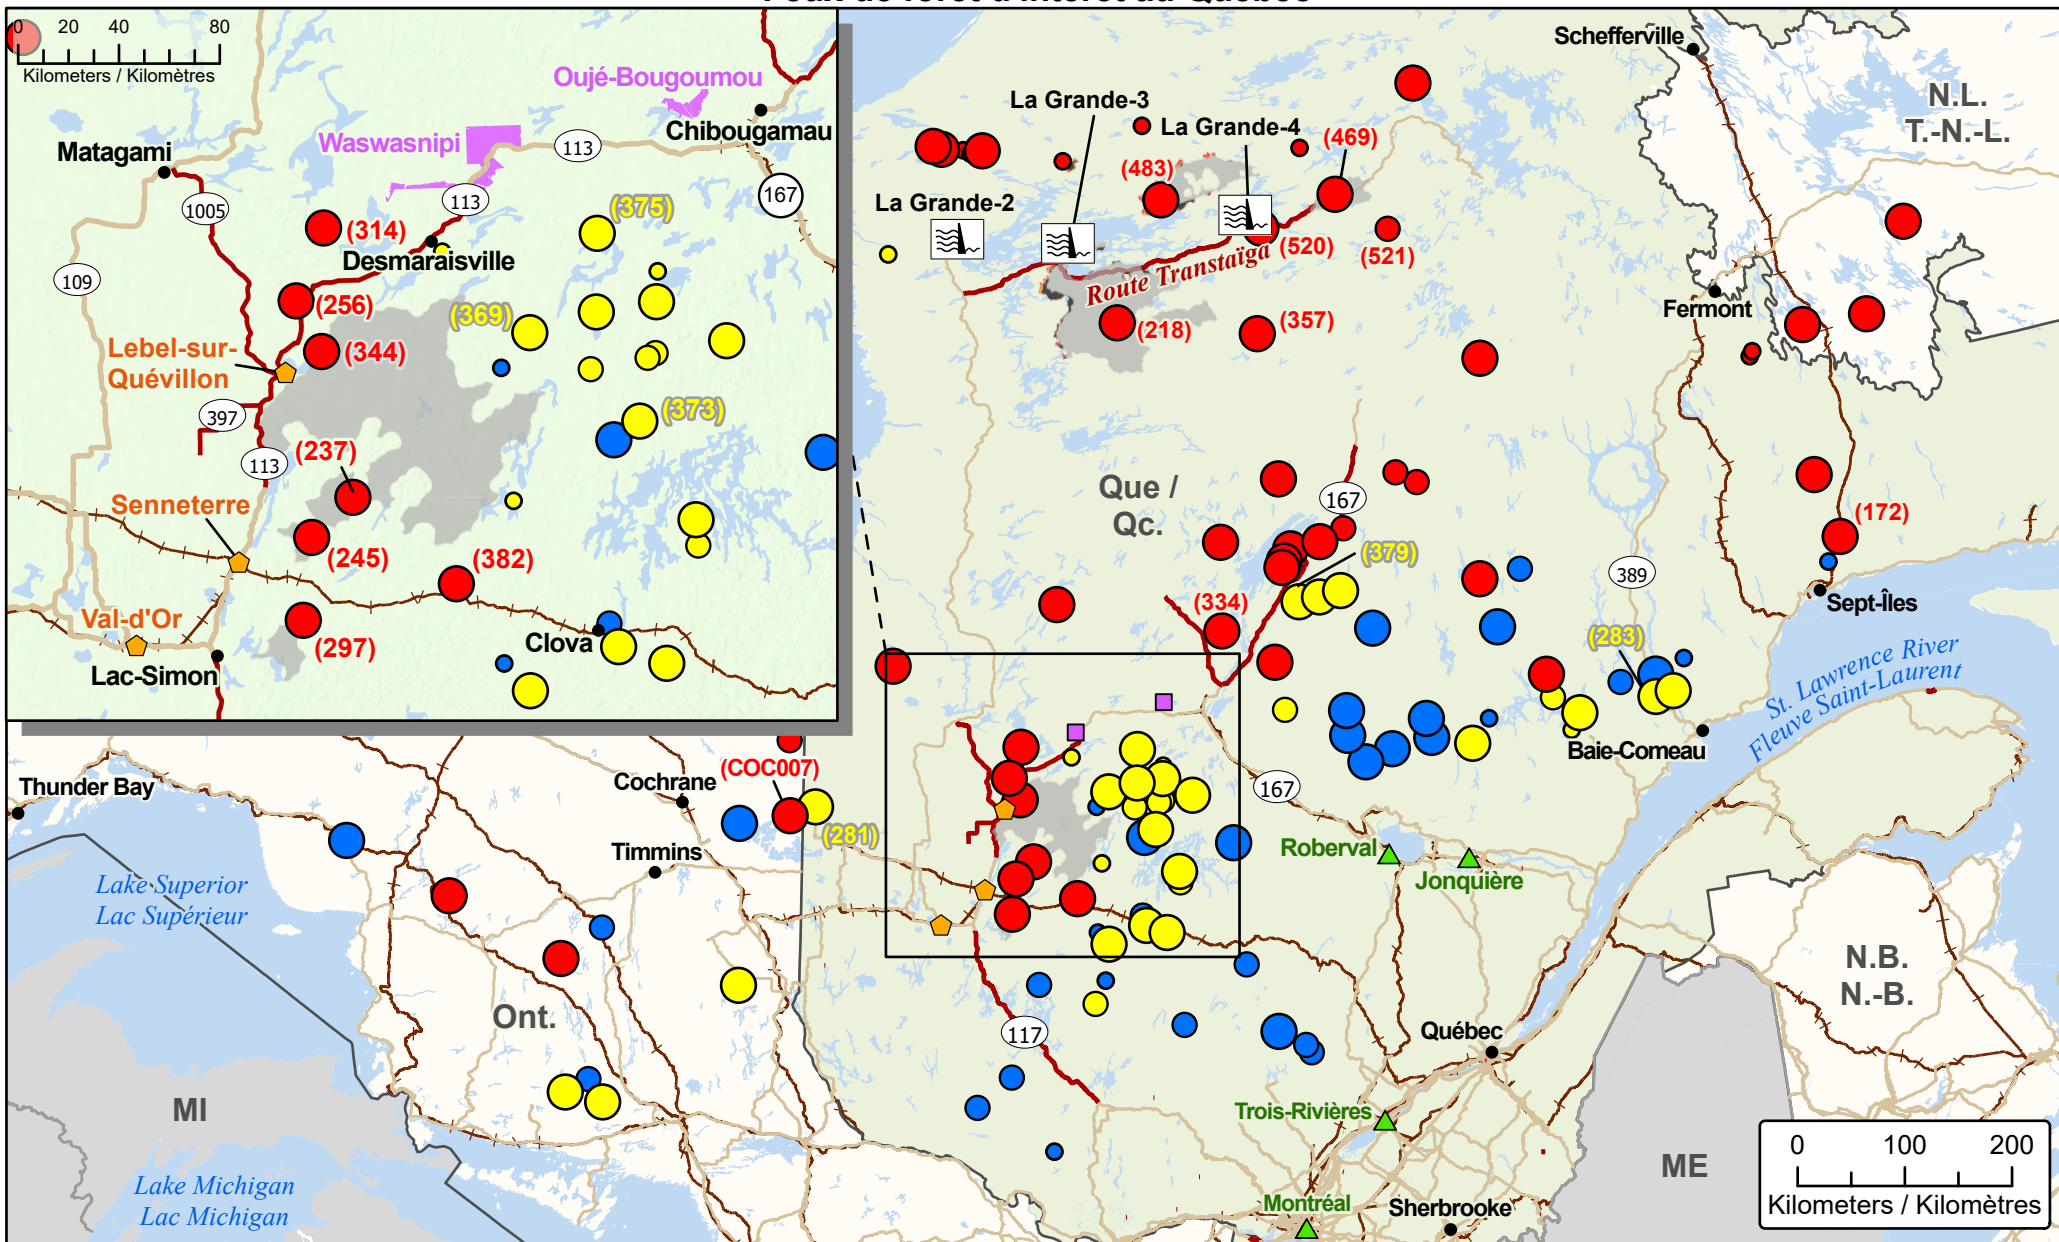 0 20 40 80
Kilometers / Kilomètres
Oujé-Bougoumou
Chibougamau
Waswasnipi
113
Matagami
167
113
1005
(375)
(314)
Desmaraisville
109
(256)
(369)
Lebel-sur-
Quévillon
(344)
397
(373)
113
(237)
Senneterre
(245)
(382)
Val-d'Or
(297)
Clova
Lac-Simon
Schefferville
N.L.
T.-N.-L.
La Grande-3
La Grande-4
(469)
(483)
La Grande-2
(520)
(521)
Route Transtaïga
Fermont
(218)
(357)
Que /
Qc.
167
(172)
(379)
389
Sept-Îles
(334)
(283)
St. Lawrence River
Fleuve Saint-Laurent
Baie-Comeau
Thunder Bay
Cochrane
(COC007)
167
(281)
Timmins
Roberval
Jonquière
Lake Superior
Lac Supérieur
N.B.
N.-B.
Ont.
117
Québec
MI
Trois-Rivières
ME
0 100 200
Kilometers / Kilomètres
Lake Michigan
Lac Michigan
Montréal
Sherbrooke